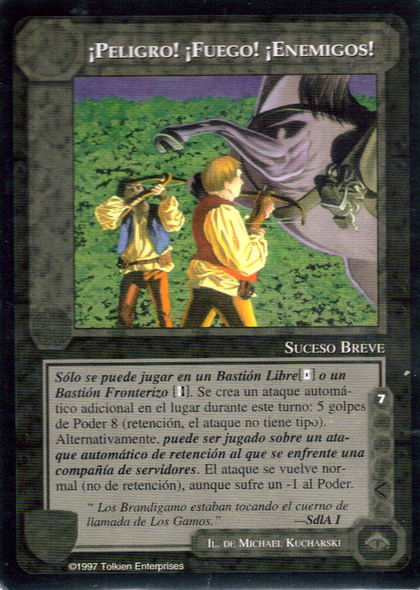 ¡Peligro! ¡Fuego! ¡Enemigos!
Suceso Breve
Sólo se puede jugar en un Bastión Libre[] o un
Bastión Fronterizo []. Se crea un ataque automá-
tico adicional en el lugar durante este turno: 5 golpes
de Poder 8 (retención, el ataque no tiene tipo).
Alternativamente, puede ser jugado sobre un ata-
que automático de retención al que se enfrente una
compañía de servidores. El ataque se vuelve nor-
mal (no de retención), aunque sufre un -1 al Poder.
7
" Los Brandigamo estaban tocando el cuerno de
llamada de Los Gamos." —SdlA I
Il. de Michael Kucharski
©1997 Tolkien Enterprises